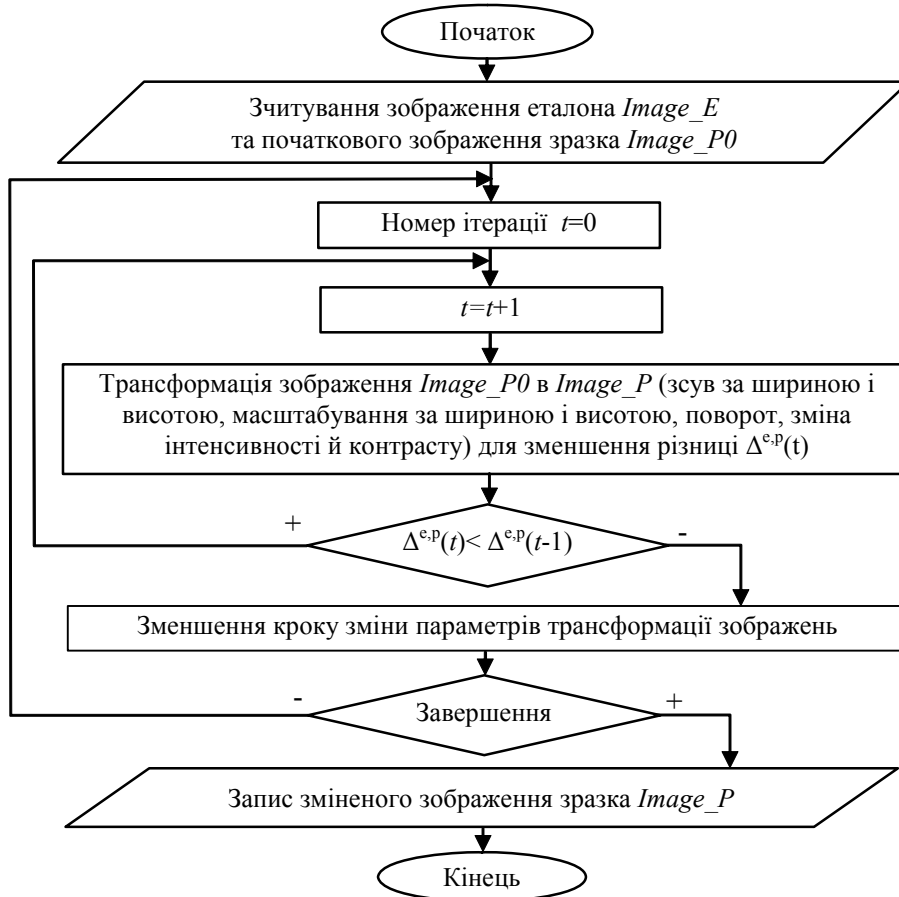 Початок
Зчитування зображення еталона Image_E
та початкового зображення зразка Image_P0
Номер ітерації t=0
t=t+1
Трансформація зображення Image_P0 в Image_P (зсув за шириною і
висотою, масштабування за шириною і висотою, поворот, зміна
інтенсивності й контрасту) для зменшення різниці Δᵉ,ᵖ(t)
+
Δᵉ,ᵖ(t)< Δᵉ,ᵖ(t-1)
-
Зменшення кроку зміни параметрів трансформації зображень
-
Завершення
+
Запис зміненого зображення зразка Image_P
Кінець